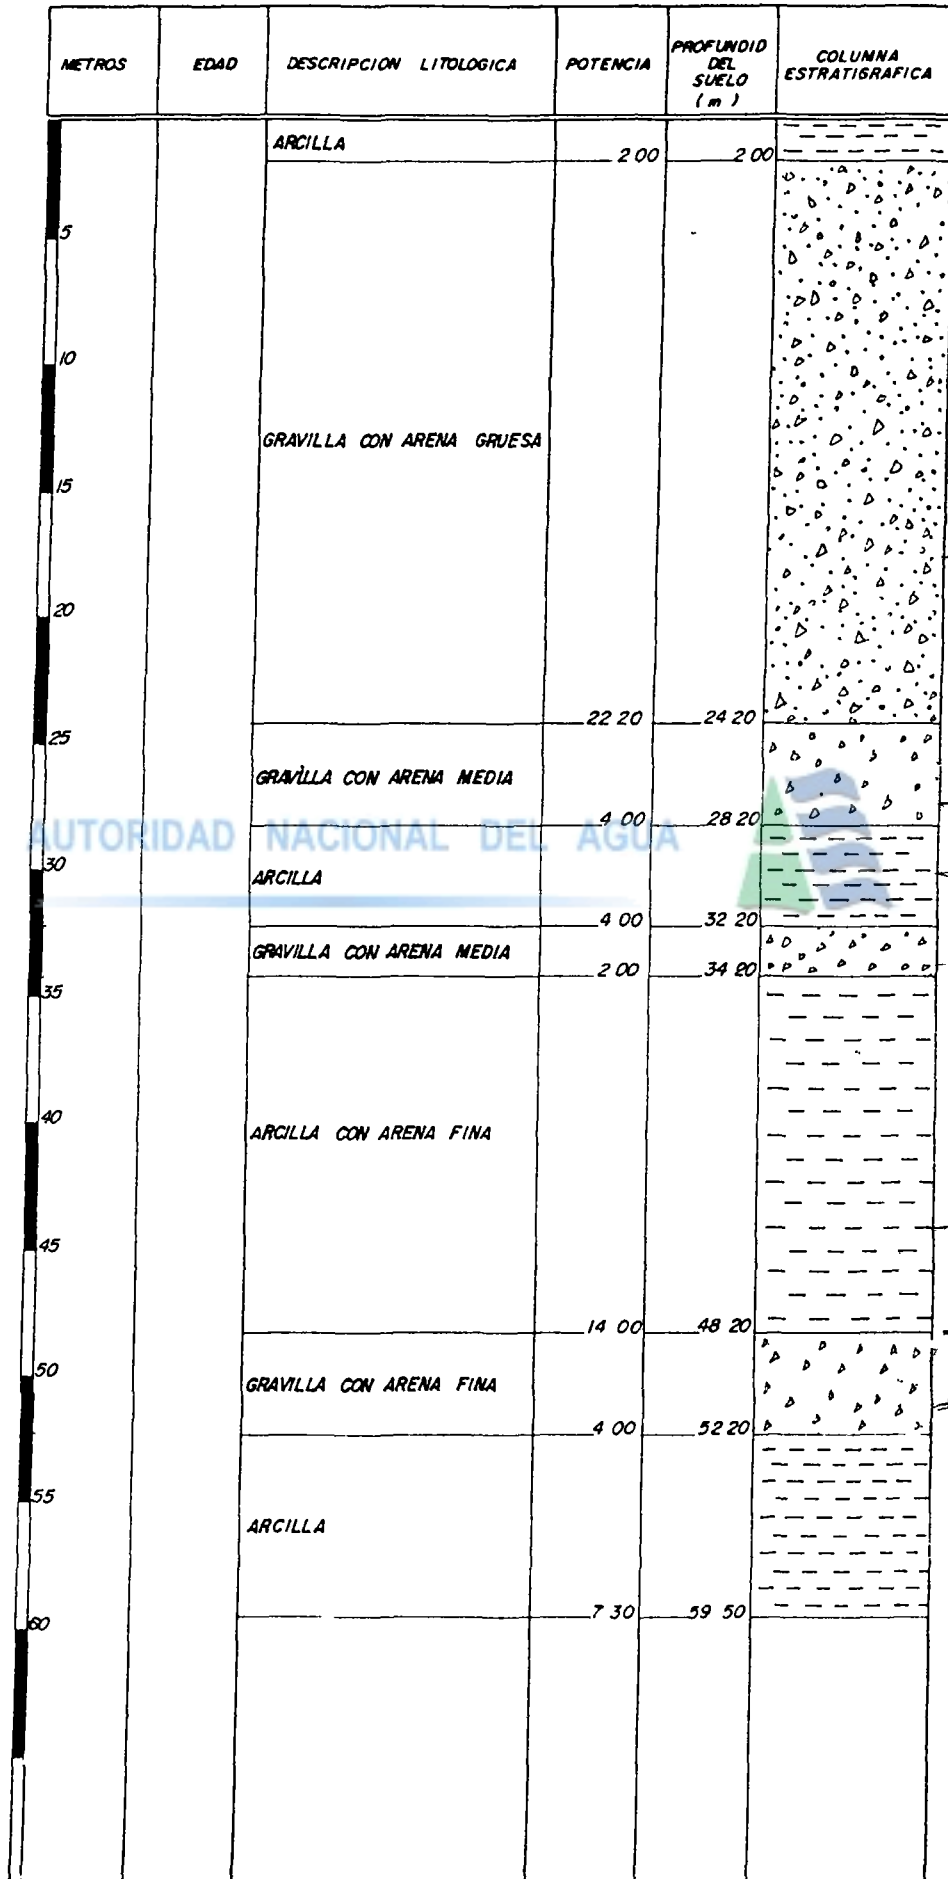 METROS EDAD DESCRIPCION LITOLOGICA POTENCIA PROFUNDID DEL SUELO (m) COLUMNA ESTRATIGRAFICA
ARCILLA
2 00 2 00
5
10
GRAVILLA CON ARENA GRUESA
15
20
22 20 24 20
25
GRAVILLA CON ARENA MEDIA
4 00 28 20
AUTORIDAD NACIONAL DEL AGUA
30
ARCILLA
4 00 32 20
GRAVILLA CON ARENA MEDIA
2 00 34 20
35
40
ARCILLA CON ARENA FINA
45
14 00 48 20
50
GRAVILLA CON ARENA FINA
4 00 52 20
55
ARCILLA
7 30 59 50
60